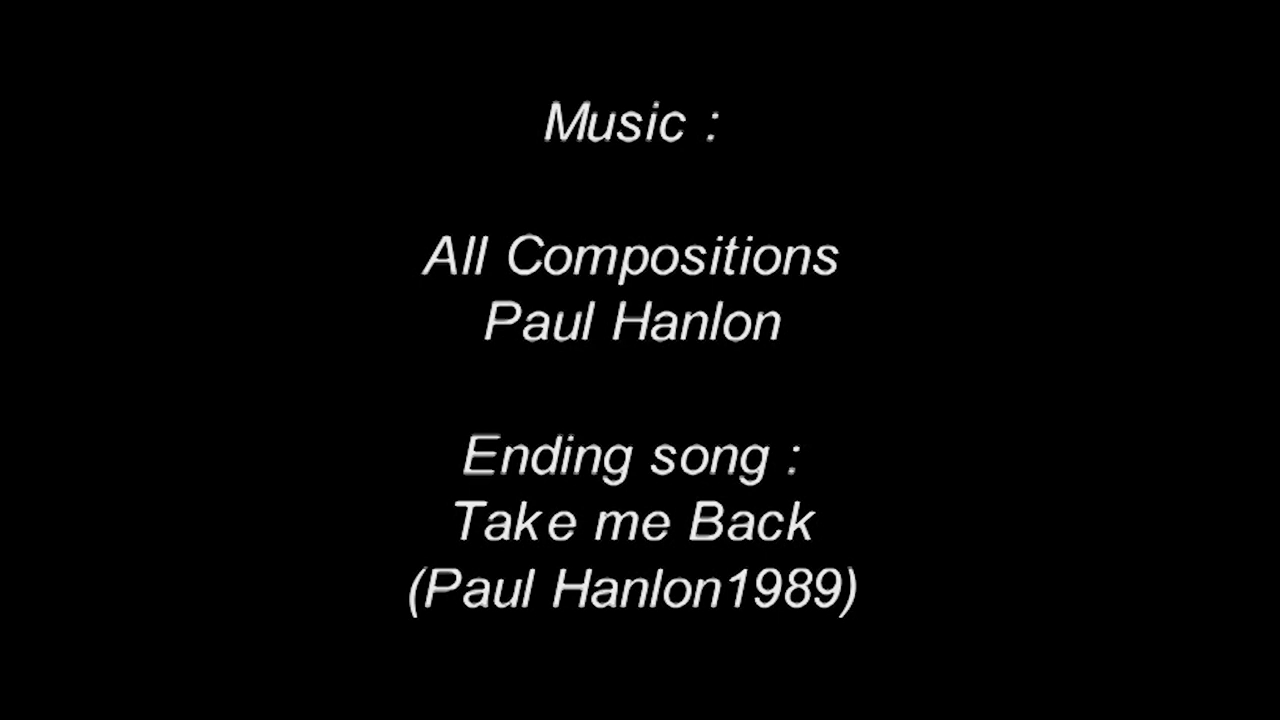 Music :
All Compositions
Paul Hanlon
Ending song :
Take me Back
(Paul Hanlon1989)